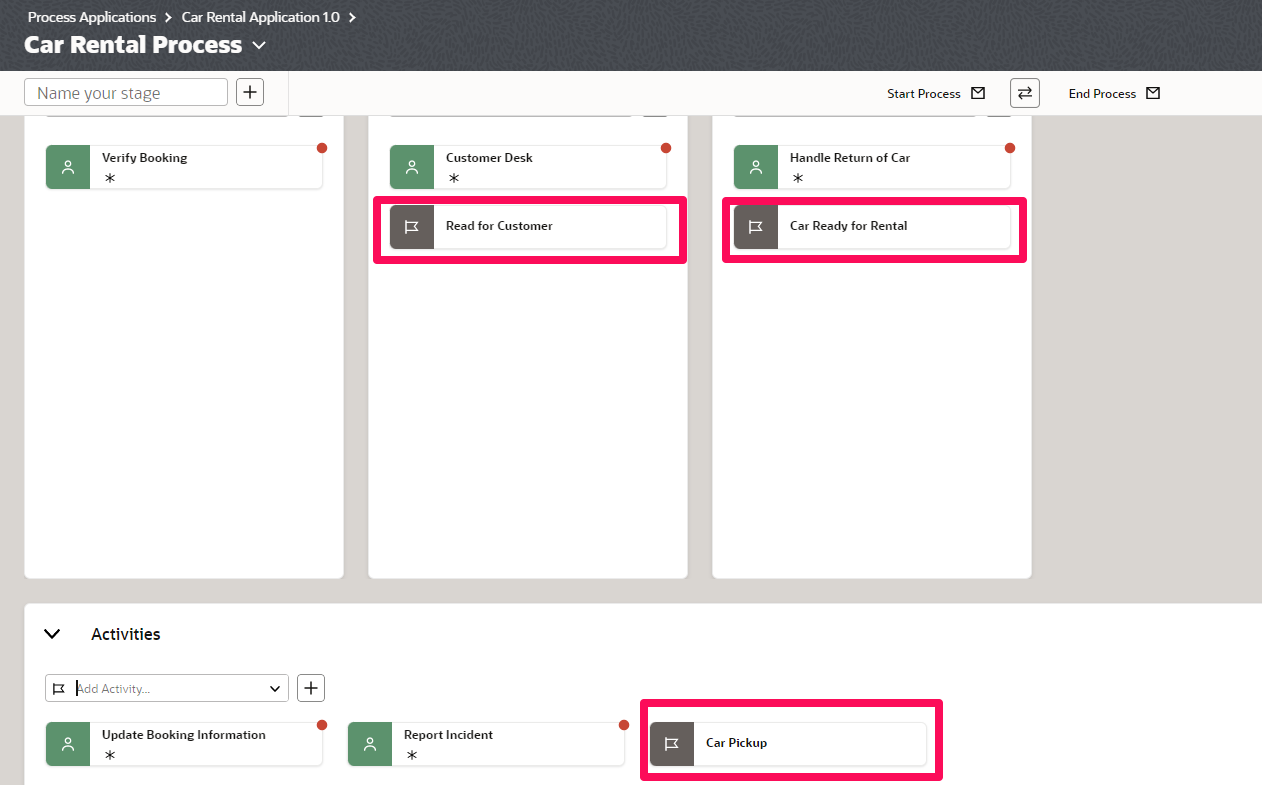 Process Applications > Car Rental Application 1.0 >
Car Rental Process
Name your stage
Start Process
End Process
Verify Booking
Customer Desk
Handle Return of Car
Read for Customer
Car Ready for Rental
Activities
Add Activity...
Update Booking Information
Report Incident
Car Pickup